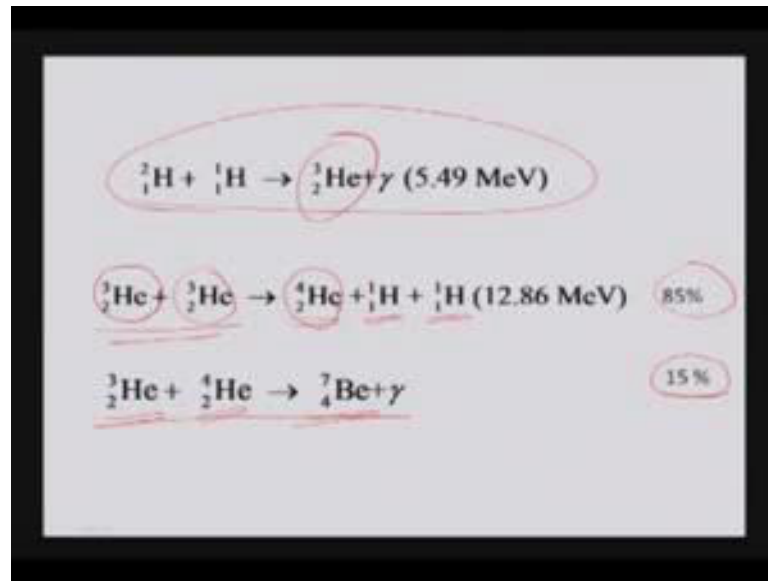 ²₁H + ¹₁H → ³₂He+γ (5.49 MeV)
³₂He+ ³₂He → ⁴₂He +¹₁H + ¹₁H (12.86 MeV) 85%
³₂He+ ⁴₂He → ⁷₄Be+γ 15 %